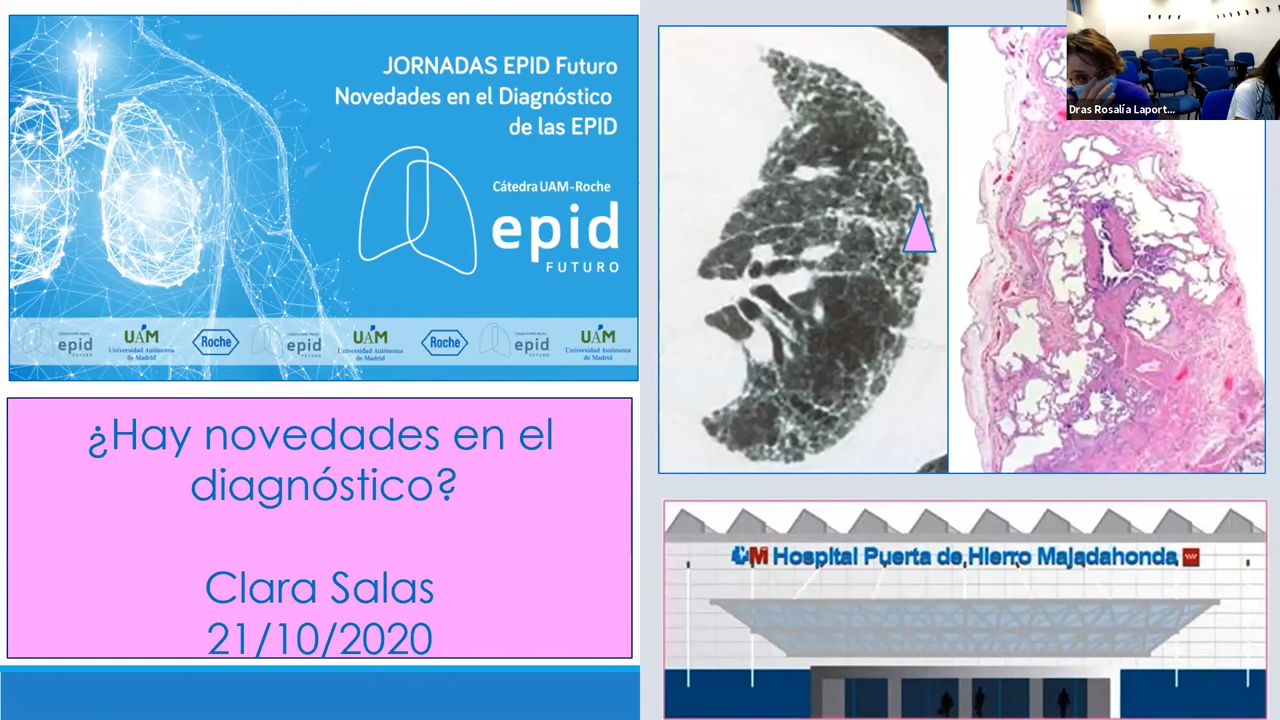 JORNADAS EPID Futuro
Novedades en el Diagnóstico
de las EPID
Cátedra UAM-Roche
epid
FUTURO
epid
FUTURO
UAM
Universidad Autónoma
de Madrid
Roche
epid
FUTURO
UAM
Universidad Autónoma
de Madrid
Roche
epid
FUTURO
UAM
Universidad Autónoma
de Madrid
¿Hay novedades en el
diagnóstico?
Clara Salas
21/10/2020
Dras Rosalía Laport...
M Hospital Puerta de Hierro Majadahonda